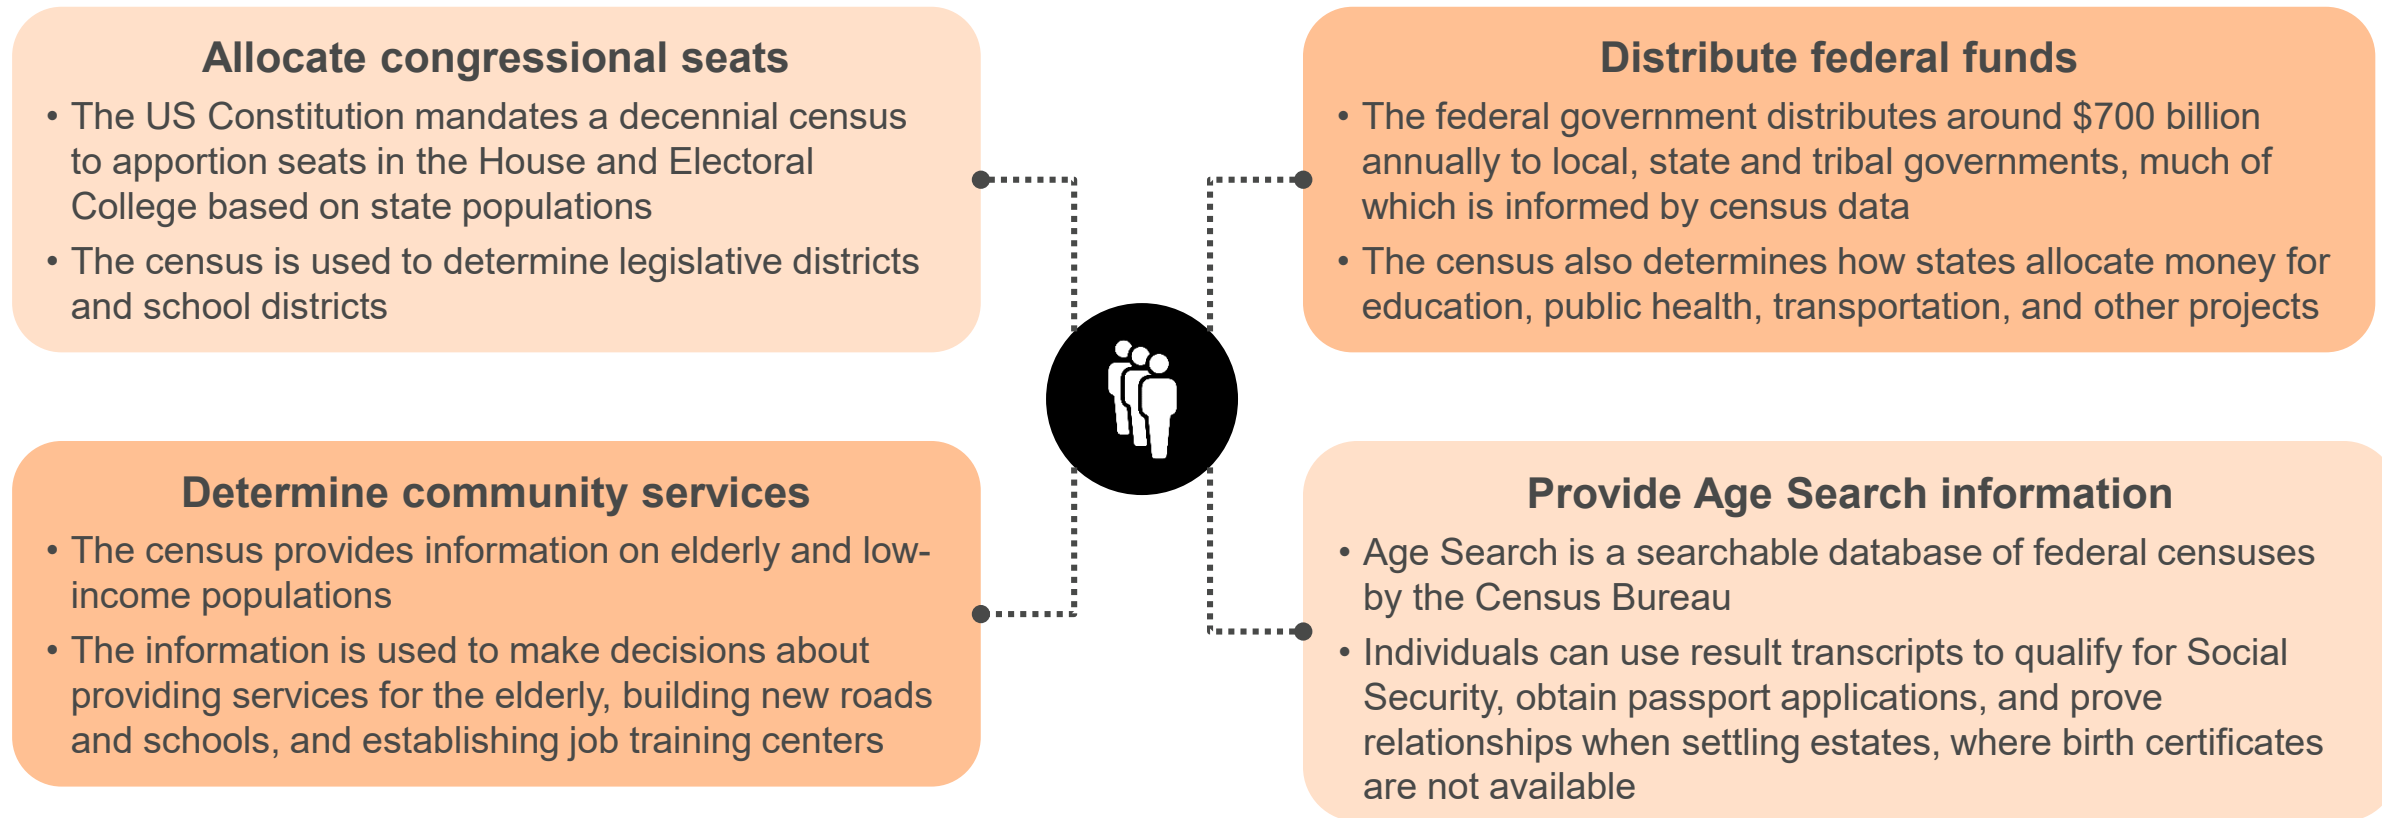 Allocate congressional seats
• The US Constitution mandates a decennial census
to apportion seats in the House and Electoral
College based on state populations
• The census is used to determine legislative districts
and school districts
Distribute federal funds
• The federal government distributes around $700 billion
annually to local, state and tribal governments, much of
which is informed by census data
• The census also determines how states allocate money for
education, public health, transportation, and other projects
Determine community services
• The census provides information on elderly and low-
income populations
• The information is used to make decisions about
providing services for the elderly, building new roads
and schools, and establishing job training centers
Provide Age Search information
• Age Search is a searchable database of federal censuses
by the Census Bureau
• Individuals can use result transcripts to qualify for Social
Security, obtain passport applications, and prove
relationships when settling estates, where birth certificates
are not available